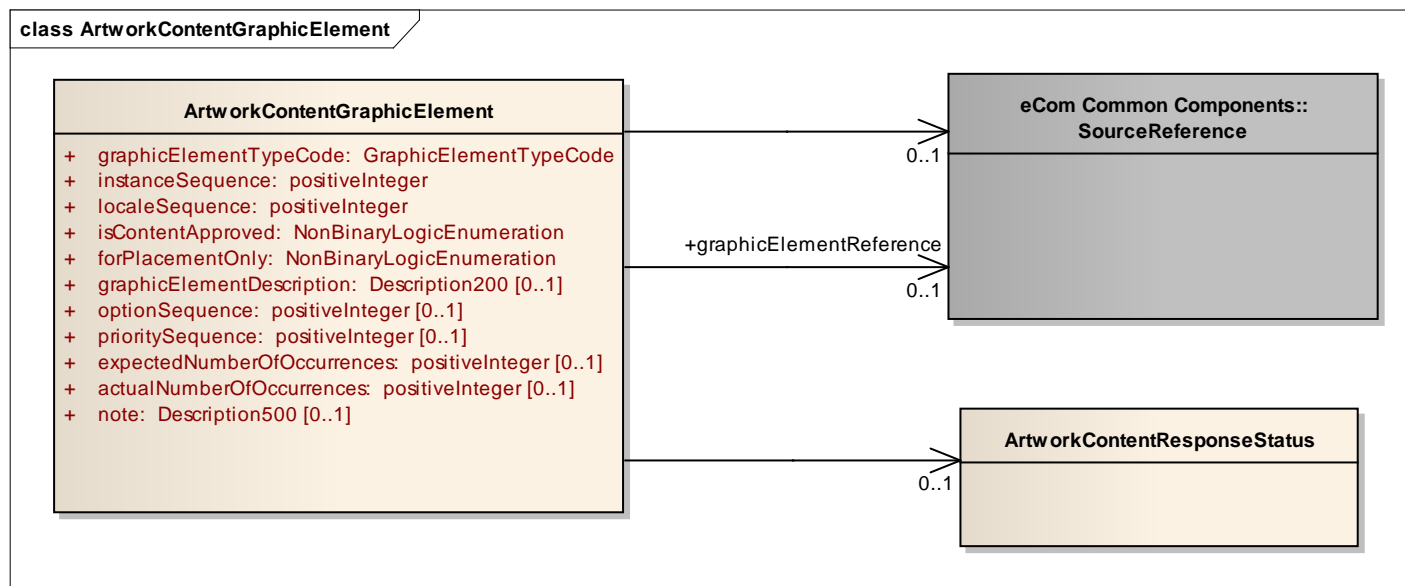 class ArtworkContentGraphicElement
ArtworkContentGraphicElement
+ graphicElementTypeCode: GraphicElementTypeCode
+ instanceSequence: positiveInteger
+ localeSequence: positiveInteger
+ isContentApproved: NonBinaryLogicEnumeration
+ forPlacementOnly: NonBinaryLogicEnumeration
+ graphicElementDescription: Description200 [0..1]
+ optionSequence: positiveInteger [0..1]
+ prioritySequence: positiveInteger [0..1]
+ expectedNumberOfOccurrences: positiveInteger [0..1]
+ actualNumberOfOccurrences: positiveInteger [0..1]
+ note: Description500 [0..1]
eCom Common Components::
SourceReference
0..1
+graphicElementReference
0..1
ArtworkContentResponseStatus
0..1